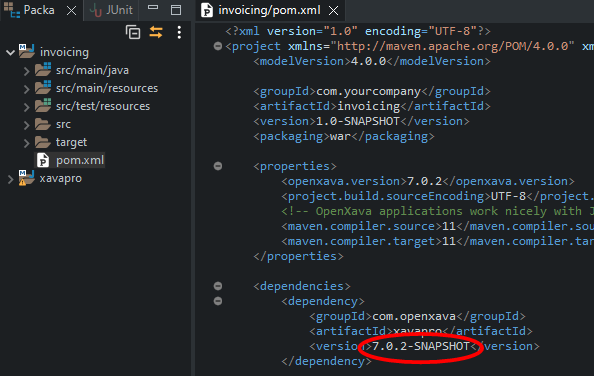 Packa
JUnit
invoicing
src/main/java
src/main/resources
src/test/resources
src
target
pom.xml
xavapro
invoicing/pom.xml
<?xml version="1.0" encoding="UTF-8"?>
<project xmlns="http://maven.apache.org/POM/4.0.0" xm
<modelVersion>4.0.0</modelVersion>
<groupId>com.yourcompany</groupId>
<artifactId>invoicing</artifactId>
<version>1.0-SNAPSHOT</version>
<packaging>war</packaging>
<properties>
<openxava.version>7.0.2</openxava.version>
<project.build.sourceEncoding>UTF-8</project.
<!-- OpenXava applications work nicely with J
<maven.compiler.source>11</maven.compiler.sou
<maven.compiler.target>11</maven.compiler.tar
</properties>
<dependencies>
<dependency>
<groupId>com.openxava</groupId>
<artifactId>xavapro</artifactId>
<version>7.0.2-SNAPSHOT</version>
</dependency>